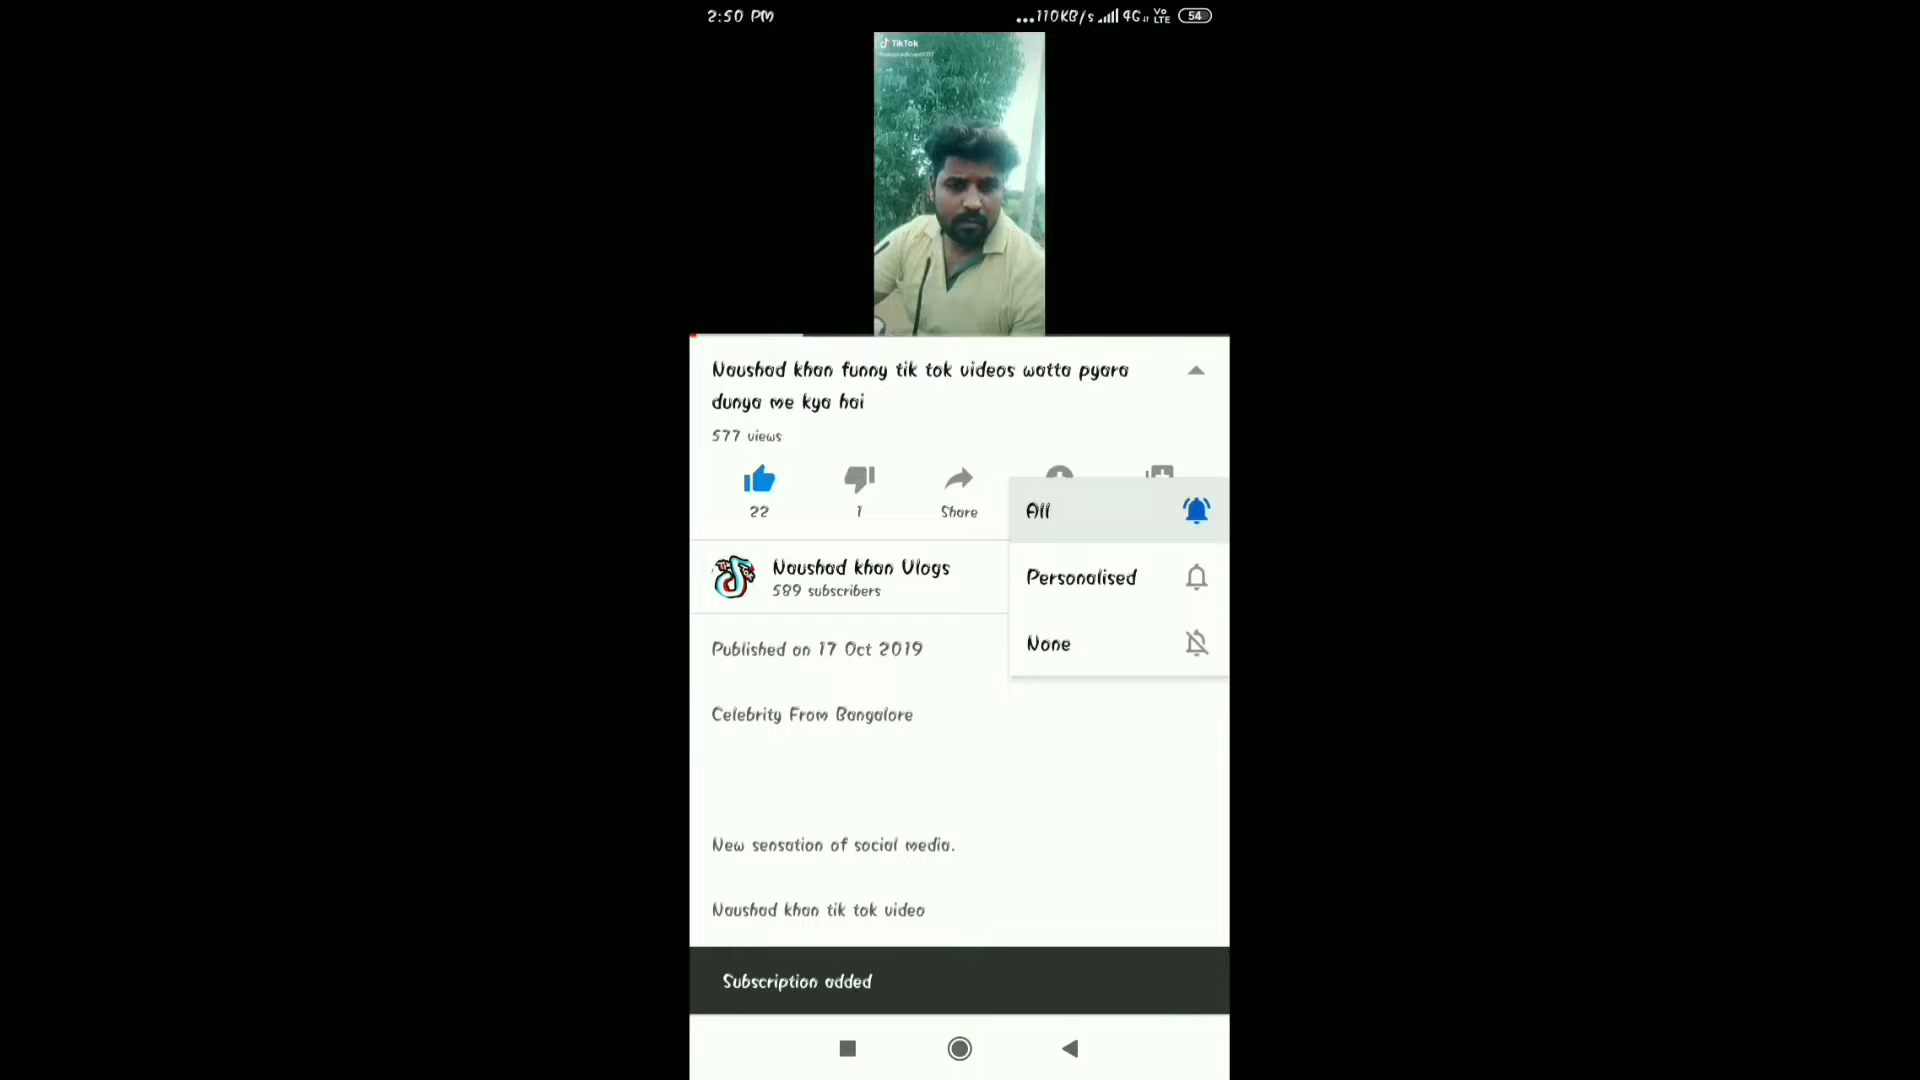 2:50 PM
...110KB/s 4G Vo LTE 54
TikTok
Naushad khan funny tik tok videos watta pyara
dunya me kya hai
577 views
22
1
Share
All
Naushad khan Vlogs
589 subscribers
Personalised
None
Published on 17 Oct 2019
Celebrity From Bangalore
New sensation of social media.
Naushad khan tik tok video
Subscription added